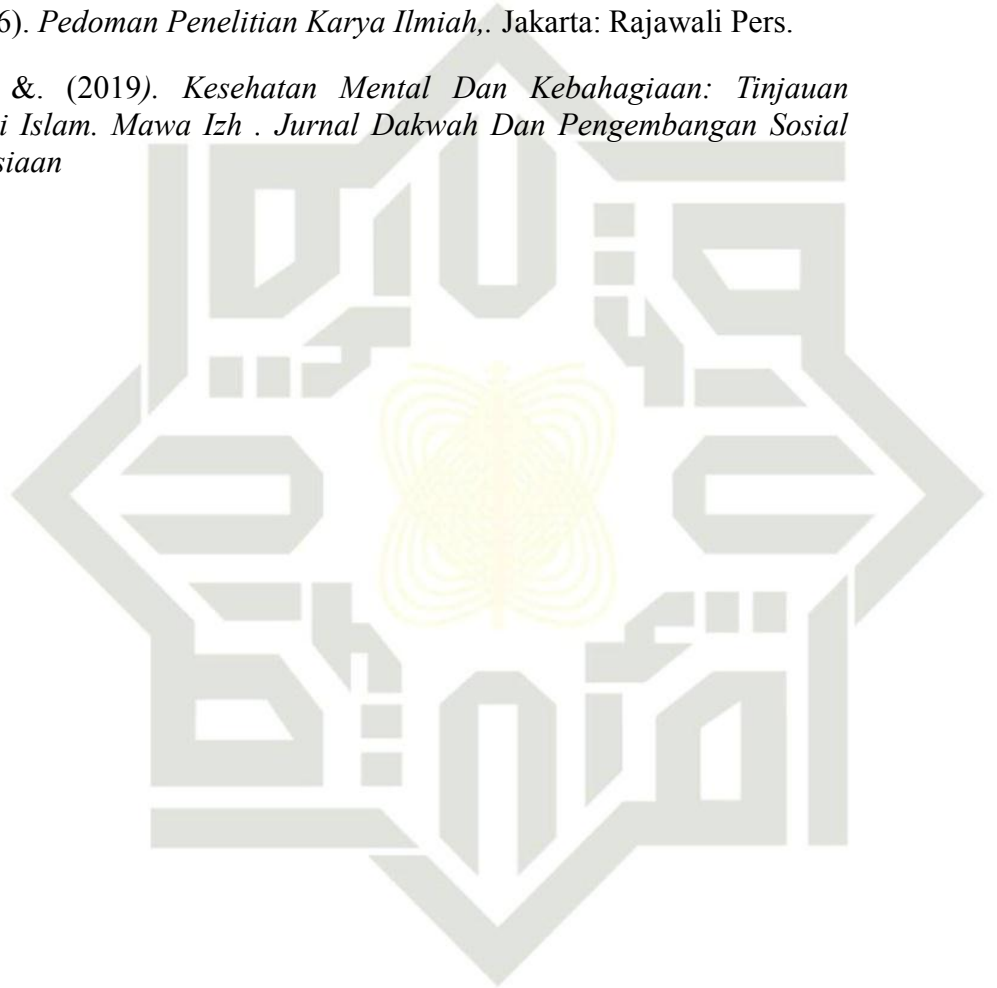 6). Pedoman Penelitian Karya Ilmiah,. Jakarta: Rajawali Pers.
&. (2019). Kesehatan Mental Dan Kebahagiaan: Tinjauan
i Islam. Mawa Izh . Jurnal Dakwah Dan Pengembangan Sosial
siaan